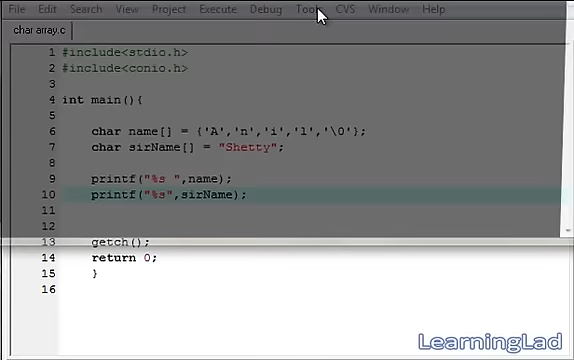 File Edit Search View Project Execute Debug Tools CVS Window Help
char array.c
1 #include<stdio.h>
2 #include<conio.h>
3
4 int main(){
5
6 char name[] = {'A','n','i','l','\0'};
7 char sirName[] = "Shetty";
8
9 printf("%s ",name);
10 printf("%s",sirName);
11
12
13 getch();
14 return 0;
15 }
16
LearningLad